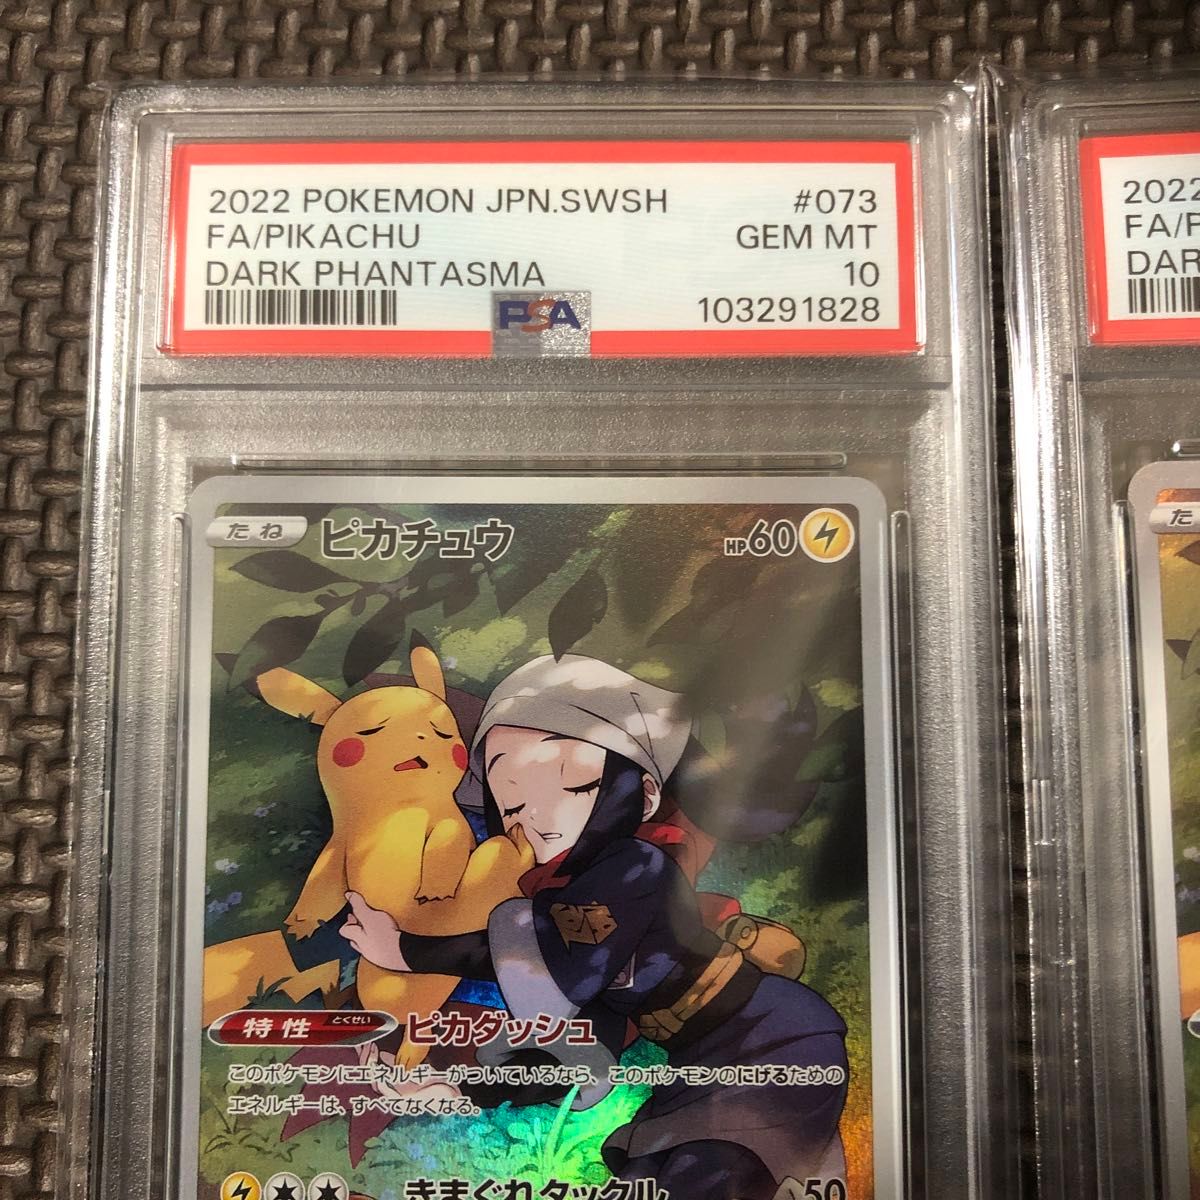 2022 POKEMON JPN.SWSH #073
FA/PIKACHU GEM MT
DARK PHANTASMA 10
PSA 103291828
たね ピカチュウ HP60
特性 とくせい ピカダッシュ
このポケモンにエネルギーがついているなら、このポケモンのにげるための
エネルギーは、すべてなくなる。
きまぐれタックル 50
2022
FA/P
DAR
た